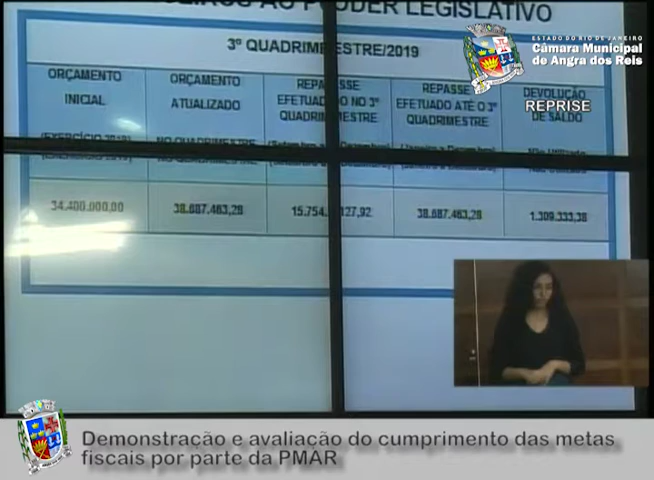 AO PODER LEGISLATIVO
3º QUADRIMESTRE/2019
ESTADO DO RIO DE JANEIRO
Câmara Municipal
de Angra dos Reis
REPRISE
ORÇAMENTO INICIAL
ORÇAMENTO ATUALIZADO
REPASSE EFETUADO NO 3º QUADRIMESTRE
REPASSE EFETUADO ATÉ O 3º QUADRIMESTRE
DEVOLUÇÃO DE SALDO
34.400.000,00 38.687.463,28 15.754. 127,92 38.687.463,28 1.309.333,38
Demonstração e avaliação do cumprimento das metas
fiscais por parte da PMAR